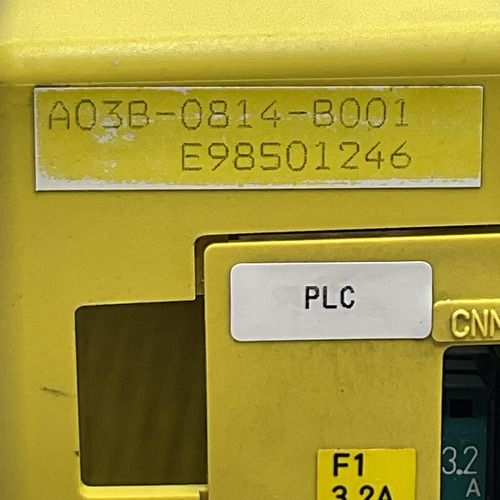 A03B-0814-B001
E98501246
PLC
CNN
F1
3.2A
3.2
A